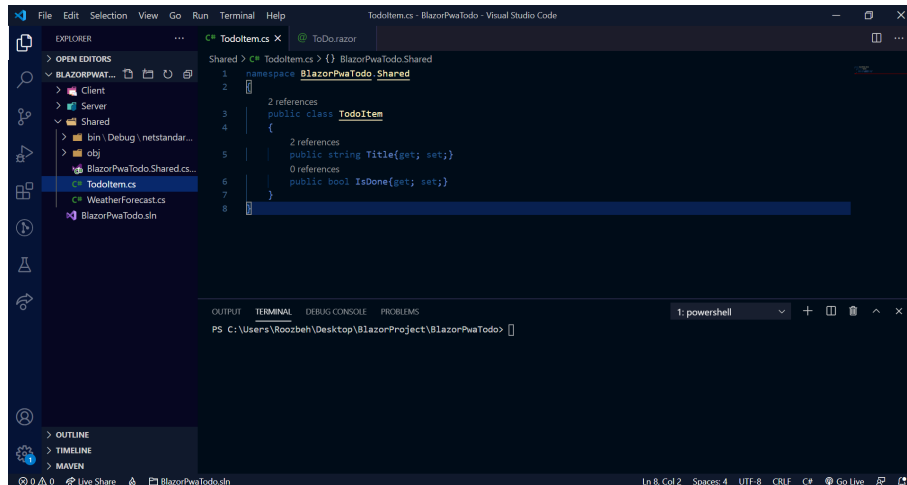 File Edit Selection View Go Run Terminal Help TodoItem.cs - BlazorPwaTodo - Visual Studio Code
EXPLORER ···
OPEN EDITORS
BLAZORPWAT...
Client
Server
Shared
bin \ Debug \ netstandar...
obj
BlazorPwaTodo.Shared.cs...
TodoItem.cs
WeatherForecast.cs
BlazorPwaTodo.sln
OUTLINE
TIMELINE
MAVEN
C# TodoItem.cs × @ ToDo.razor ···
Shared > C# TodoItem.cs > {} BlazorPwaTodo.Shared
1 namespace BlazorPwaTodo.Shared
2 {
2 references
3 public class TodoItem
4 {
2 references
5 public string Title{get; set;}
0 references
6 public bool IsDone{get; set;}
7 }
8 }
OUTPUT TERMINAL DEBUG CONSOLE PROBLEMS 1: powershell
PS C:\Users\Roozbeh\Desktop\BlazorProject\BlazorPwaTodo>
1
0 0 Live Share BlazorPwaTodo.sln Ln 8, Col 2 Spaces: 4 UTF-8 CRLF C# Go Live